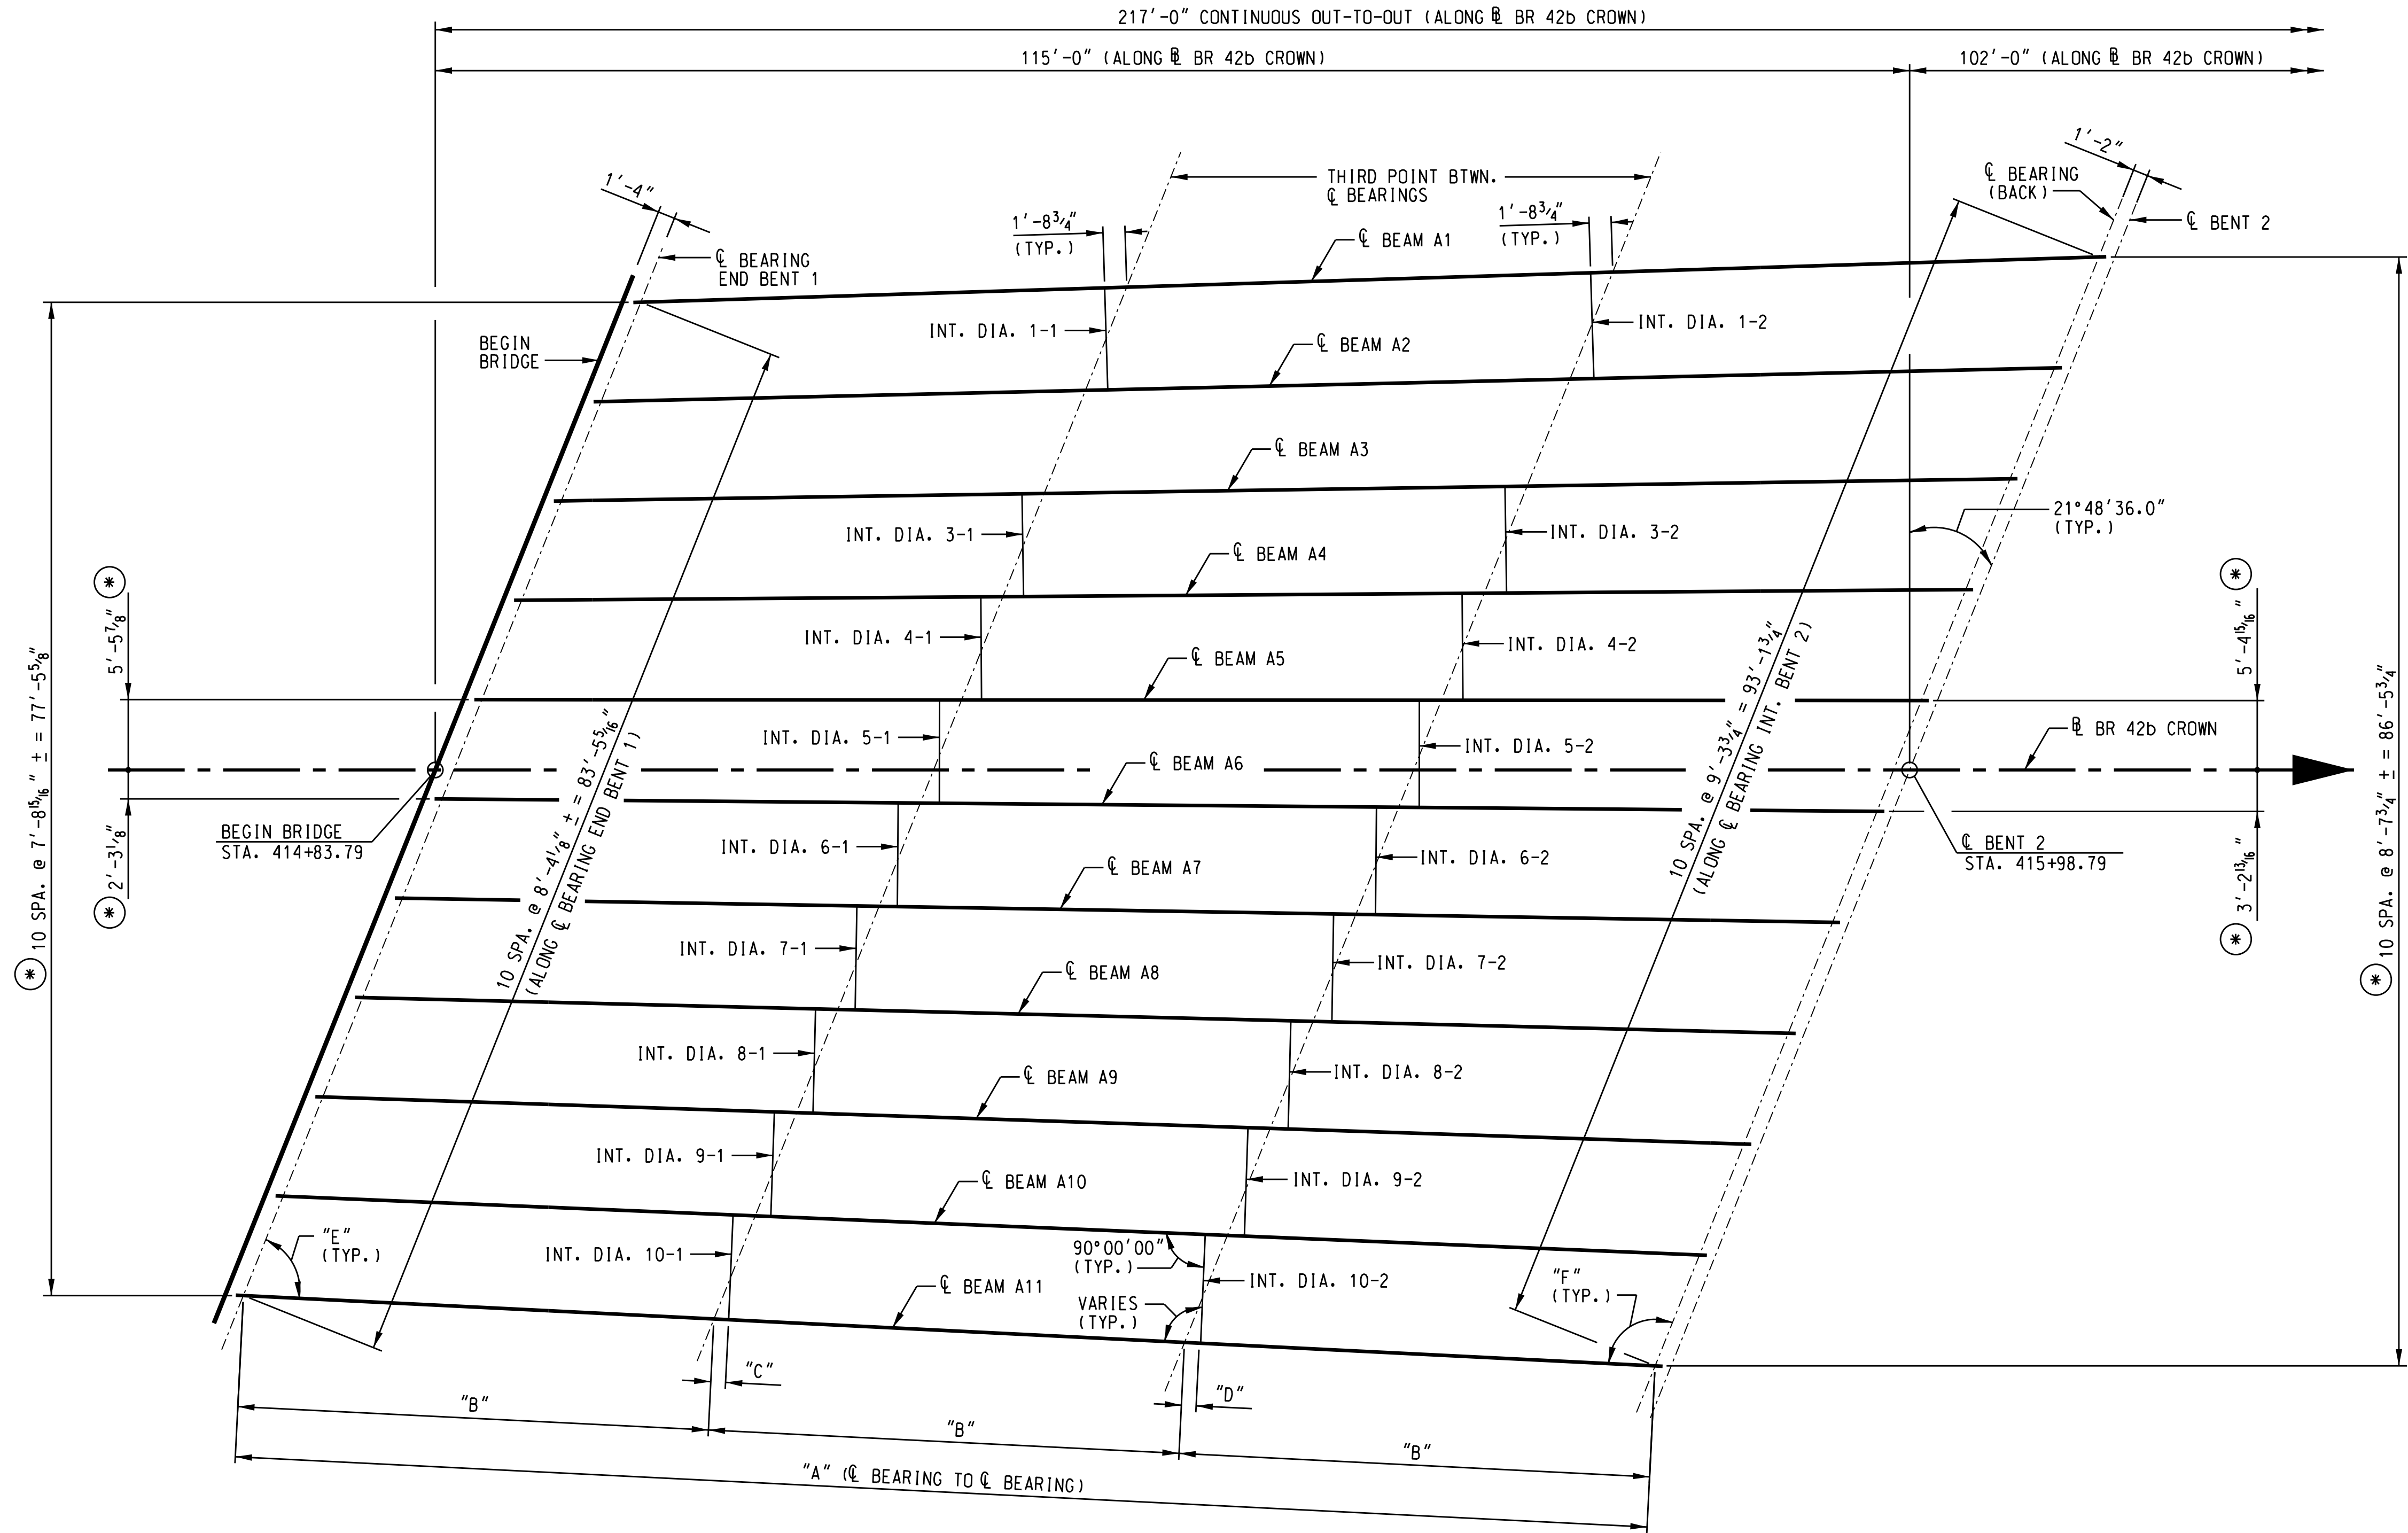 217'-0" CONTINUOUS OUT-TO-OUT (ALONG ℄ BR 42b CROWN)
115'-0" (ALONG ℄ BR 42b CROWN)
102'-0" (ALONG ℄ BR 42b CROWN)
1'-2"
℄ BEARING
(BACK)
℄ BENT 2
THIRD POINT BTWN.
℄ BEARINGS
1'-4"
1'-8¾"
(TYP.)
1'-8¾"
(TYP.)
℄ BEAM A1
℄ BEARING
END BENT 1
BEGIN
BRIDGE
INT. DIA. 1-1
INT. DIA. 1-2
℄ BEAM A2
℄ BEAM A3
21°48'36.0"
(TYP.)
INT. DIA. 3-1
INT. DIA. 3-2
℄ BEAM A4
*
*
5'-5⅞"
5'-4¹⁵⁄₁₆"
INT. DIA. 4-1
INT. DIA. 4-2
℄ BEAM A5
* 10 SPA. @ 7'-8¹⁵⁄₁₆" ± = 77'-5⅝"
* 10 SPA. @ 8'-7¾" ± = 86'-5¾"
10 SPA. @ 8'-4⅛" ± = 83'-5⁵⁄₁₆"
(ALONG ℄ BEARING END BENT 1)
10 SPA. @ 9'-3¾" = 93'-1¾"
(ALONG ℄ BEARING INT. BENT 2)
INT. DIA. 5-1
INT. DIA. 5-2
℄ BR 42b CROWN
℄ BEAM A6
BEGIN BRIDGE
STA. 414+83.79
℄ BENT 2
STA. 415+98.79
* 2'-3⅛"
* 3'-2¹³⁄₁₆"
INT. DIA. 6-1
INT. DIA. 6-2
℄ BEAM A7
INT. DIA. 7-1
INT. DIA. 7-2
℄ BEAM A8
INT. DIA. 8-1
INT. DIA. 8-2
℄ BEAM A9
INT. DIA. 9-1
INT. DIA. 9-2
℄ BEAM A10
"E"
(TYP.)
INT. DIA. 10-1
90°00'00"
(TYP.)
INT. DIA. 10-2
℄ BEAM A11
VARIES
(TYP.)
"F"
(TYP.)
"C"
"D"
"B"
"B"
"B"
"A" (℄ BEARING TO ℄ BEARING)